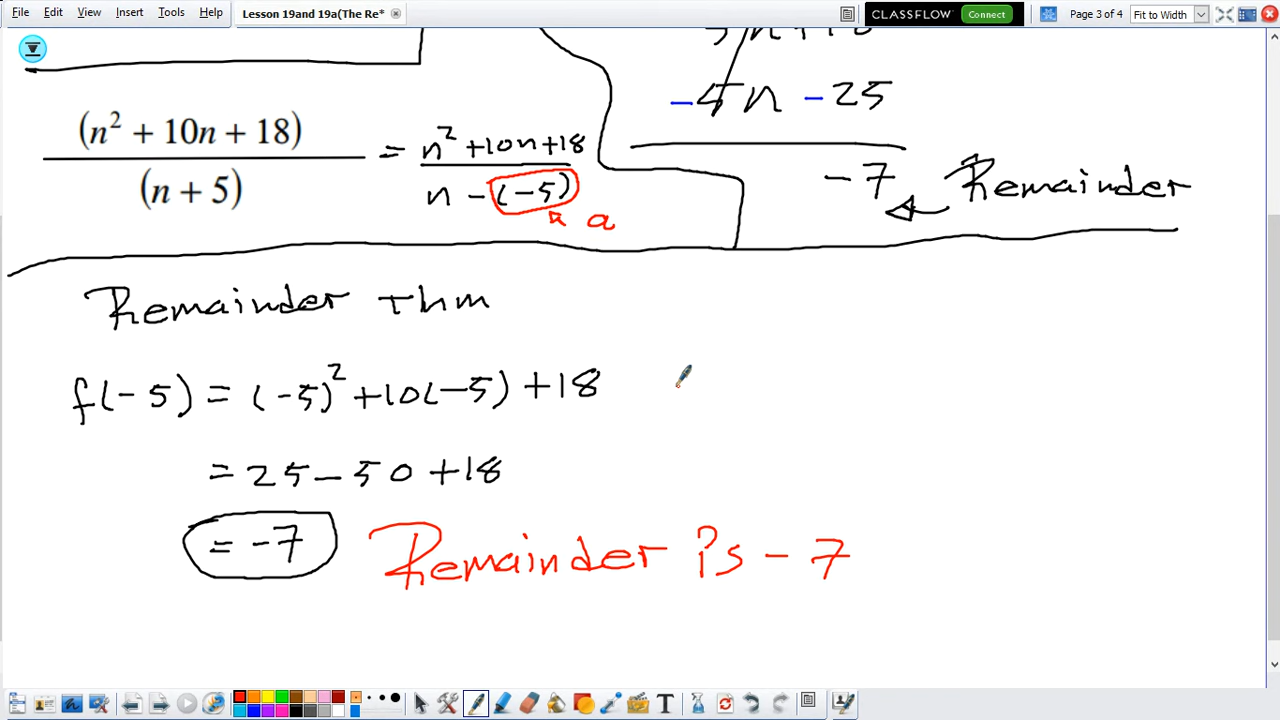 File Edit View Insert Tools Help Lesson 19and 19a(The Re* CLASSFLOW Connect Page 3 of 4 Fit to Width
-5n - 25
(n² + 10n + 18)
(n + 5)
= n² + 10n + 18
n - (-5)
a
-7 Remainder
Remainder Thm
f(-5) = (-5)² + 10(-5) + 18
= 25 - 50 + 18
= -7 Remainder is -7